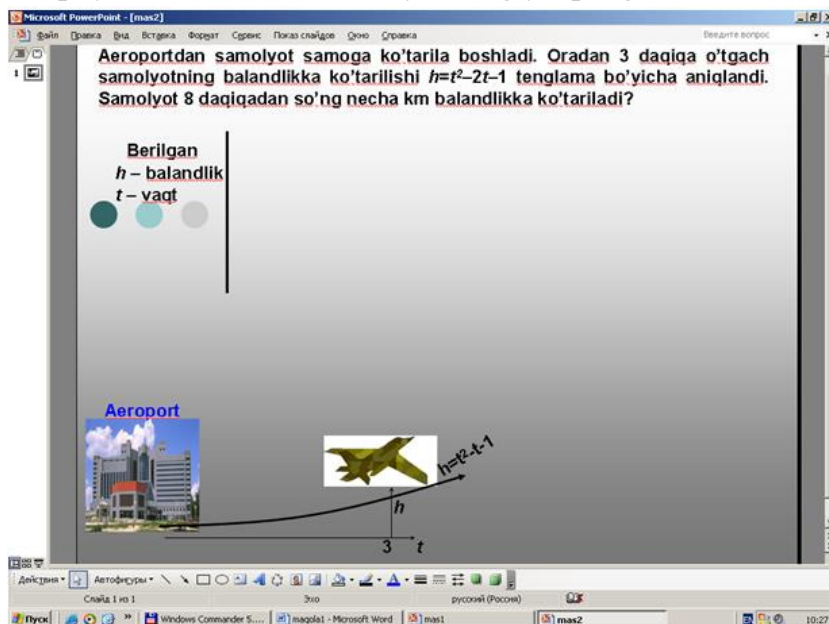 Microsoft PowerPoint - [mas2]
Файл Правка Вид Вставка Формат Сервис Показ слайдов Окно Справка Введите вопрос
1
Aeroportdan samolyot samoga ko'tarila boshladi. Oradan 3 daqiqa o'tgach
samolyotning balandlikka ko'tarilishi h=t²–2t–1 tenglama bo'yicha aniqlandi.
Samolyot 8 daqiqadan so'ng necha km balandlikka ko'tariladi?
Berilgan
h – balandlik
t – vaqt
Aeroport
h=t²-t-1
h
3 t
Действия Автофигуры
Слайд 1 из 1 Эхо русский (Россия)
Пуск Windows Commander 5.... maqola1 - Microsoft Word mas1 mas2 10:27